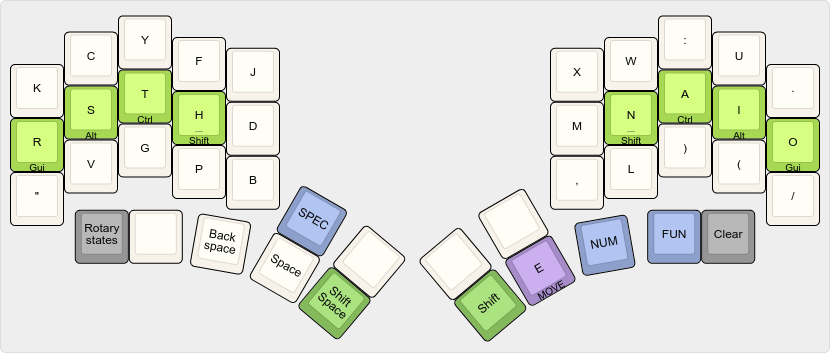 Y :
C F W U
J X
K .
T A
S H I
Alt Ctrl _ N _ Ctrl Alt
R D M O
Gui Shift Shift Gui
G )
V P L (
" B , /
Rotary states
Back space
SPEC
Space
Shift Space
Shift
E
MOVE
NUM
FUN
Clear